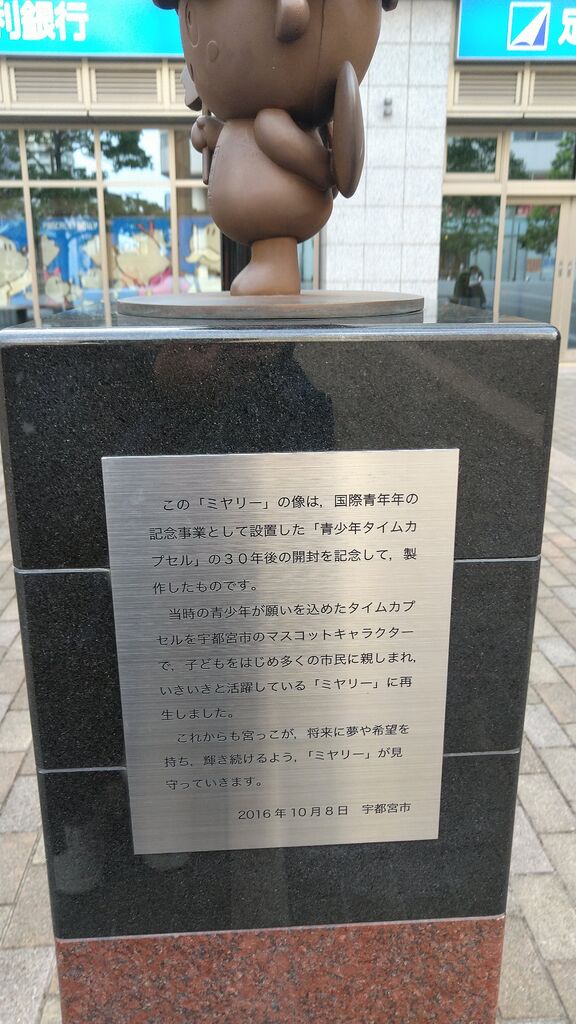 利銀行
定
この「ミヤリー」の像は，国際青年年の
記念事業として設置した「青少年タイムカ
プセル」の３０年後の開封を記念して，製
作したものです。
当時の青少年が願いを込めたタイムカプ
セルを宇都宮市のマスコットキャラクター
で，子どもをはじめ多くの市民に親しまれ，
いきいきと活躍している「ミヤリー」に再
生しました。
これからも宮っこが，将来に夢や希望を
持ち，輝き続けるよう，「ミヤリー」が見
守っていきます。
2016年10月8日　宇都宮市